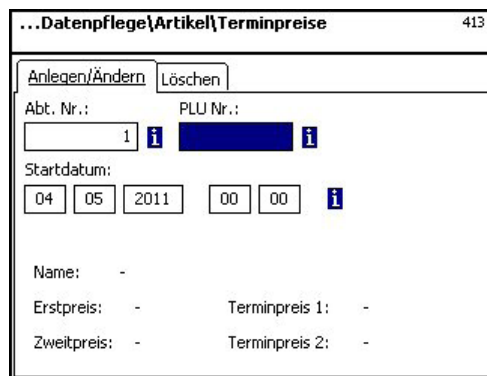 ...Datenpflege\Artikel\Terminpreise 413
Anlegen/Ändern Löschen
Abt. Nr.: PLU Nr.:
1 i i
Startdatum:
04 05 2011 00 00 i
Name: -
Erstpreis: - Terminpreis 1: -
Zweitpreis: - Terminpreis 2: -